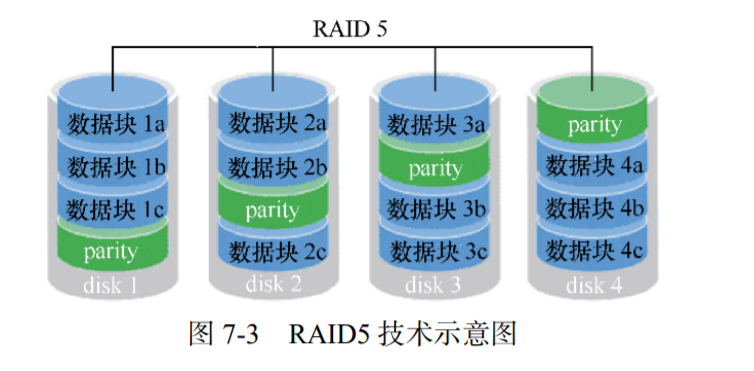 RAID 5
数据块 1a 数据块 2a 数据块 3a parity
数据块 1b 数据块 2b parity 数据块 4a
数据块 1c parity 数据块 3b 数据块 4b
parity 数据块 2c 数据块 3c 数据块 4c
disk 1 disk 2 disk 3 disk 4
图 7-3 RAID5 技术示意图